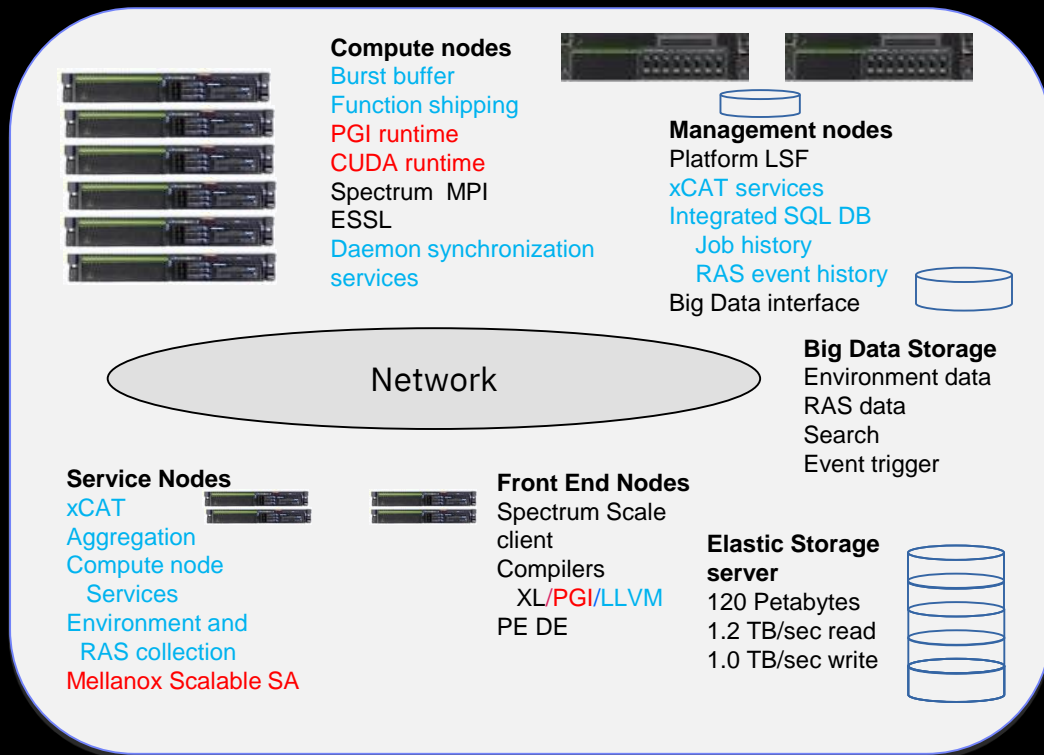 Compute nodes
Burst buffer
Function shipping
PGI runtime
CUDA runtime
Spectrum MPI
ESSL
Daemon synchronization
services
Management nodes
Platform LSF
xCAT services
Integrated SQL DB
Job history
RAS event history
Big Data interface
Network
Big Data Storage
Environment data
RAS data
Search
Event trigger
Service Nodes
xCAT
Aggregation
Compute node
Services
Environment and
RAS collection
Mellanox Scalable SA
Front End Nodes
Spectrum Scale
client
Compilers
XL/PGI/LLVM
PE DE
Elastic Storage
server
120 Petabytes
1.2 TB/sec read
1.0 TB/sec write